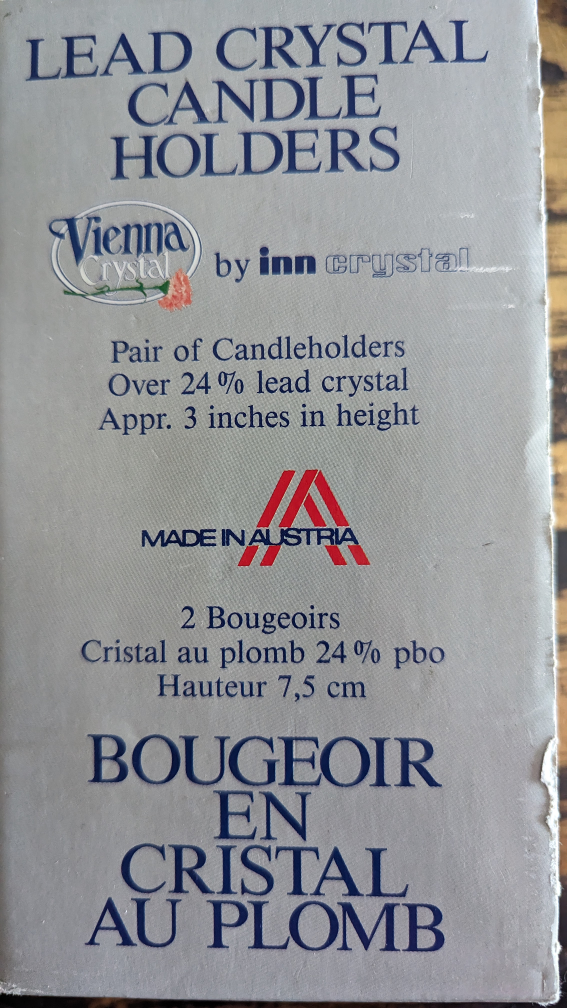 LEAD CRYSTAL
CANDLE
HOLDERS
Vienna
Crystal
by inn crystal
Pair of Candleholders
Over 24% lead crystal
Appr. 3 inches in height
MADE IN AUSTRIA
2 Bougeoirs
Cristal au plomb 24% pbo
Hauteur 7,5 cm
BOUGEOIR
EN
CRISTAL
AU PLOMB